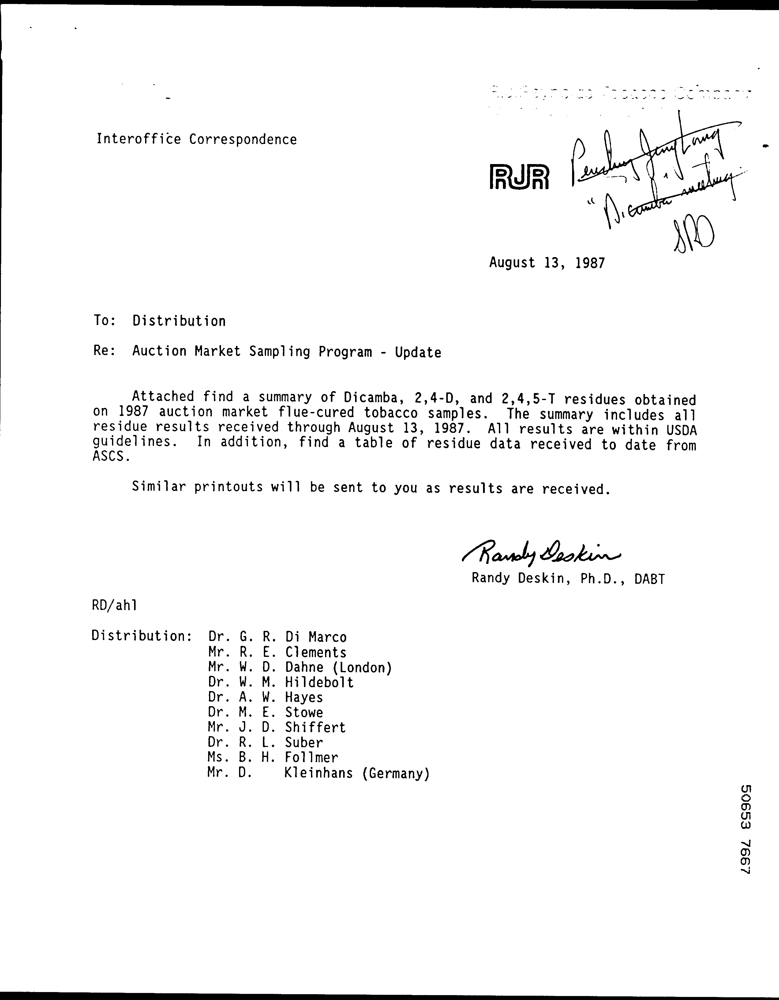 Interoffice Correspondence
RJR
Pending
"Dicamba meeting
August 13, 1987
To: Distribution
Re: Auction Market Sampling Program - Update
Attached find a summary of Dicamba, 2,4-D, and 2,4,5-T residues obtained
on 1987 auction market flue-cured tobacco samples. The summary includes all
residue results received through August 13, 1987. All results are within USDA
guidelines. In addition, find a table of residue data received to date from
ASCS.
Similar printouts will be sent to you as results are received.
Randy Deskin
Randy Deskin, Ph.D., DABT
RD/ahl
Distribution: Dr. G. R. Di Marco
Mr. R. E. Clements
Mr. W. D. Dahne (London)
Dr. W. M. Hildebolt
Dr. A. W. Hayes
Dr. M. E. Stowe
Mr. J. D. Shiffert
Dr. R. L. Suber
Ms. B. H. Follmer
Mr. D. Kleinhans (Germany)
50653 7667